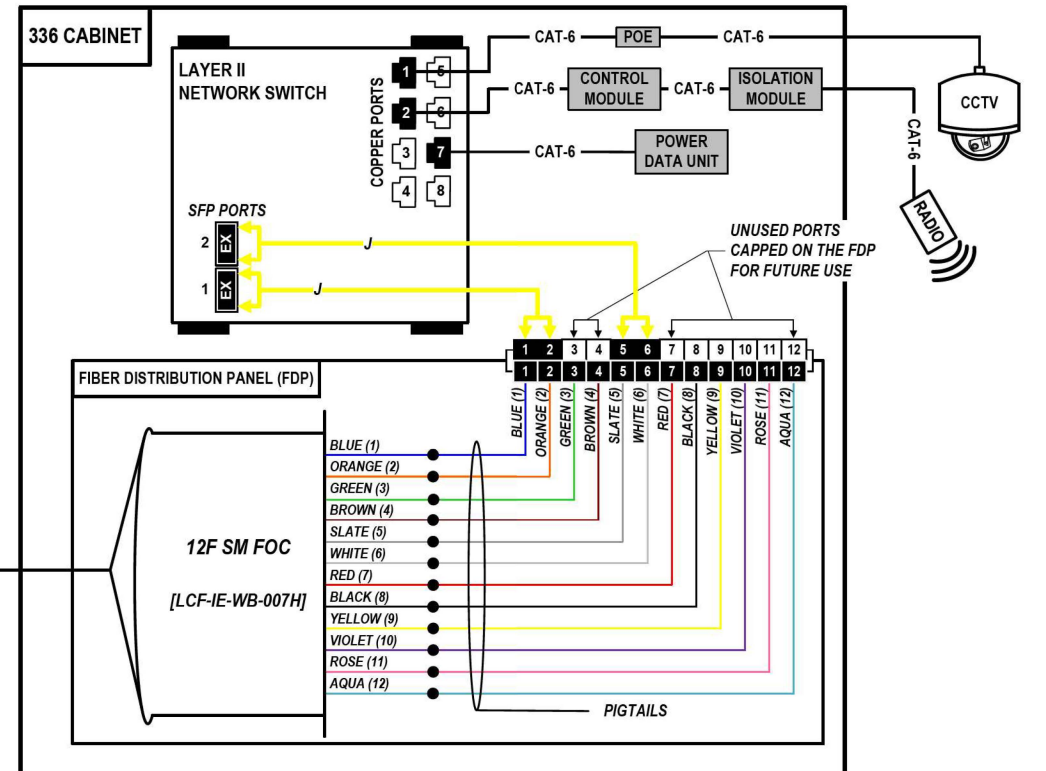 336 CABINET
LAYER II
NETWORK SWITCH
COPPER PORTS
1 5
2 6
3 7
4 8
CAT-6 POE CAT-6
CAT-6 CONTROL MODULE CAT-6 ISOLATION MODULE
CAT-6 POWER DATA UNIT
CCTV
CAT-6
RADIO
SFP PORTS
2 EX
1 EX
J
J
UNUSED PORTS
CAPPED ON THE FDP
FOR FUTURE USE
1 2 3 4 5 6 7 8 9 10 11 12
1 2 3 4 5 6 7 8 9 10 11 12
FIBER DISTRIBUTION PANEL (FDP)
BLUE (1)
ORANGE (2)
GREEN (3)
BROWN (4)
SLATE (5)
WHITE (6)
RED (7)
BLACK (8)
YELLOW (9)
VIOLET (10)
ROSE (11)
AQUA (12)
12F SM FOC
[LCF-IE-WB-007H]
BLUE (1)
ORANGE (2)
GREEN (3)
BROWN (4)
SLATE (5)
WHITE (6)
RED (7)
BLACK (8)
YELLOW (9)
VIOLET (10)
ROSE (11)
AQUA (12)
PIGTAILS